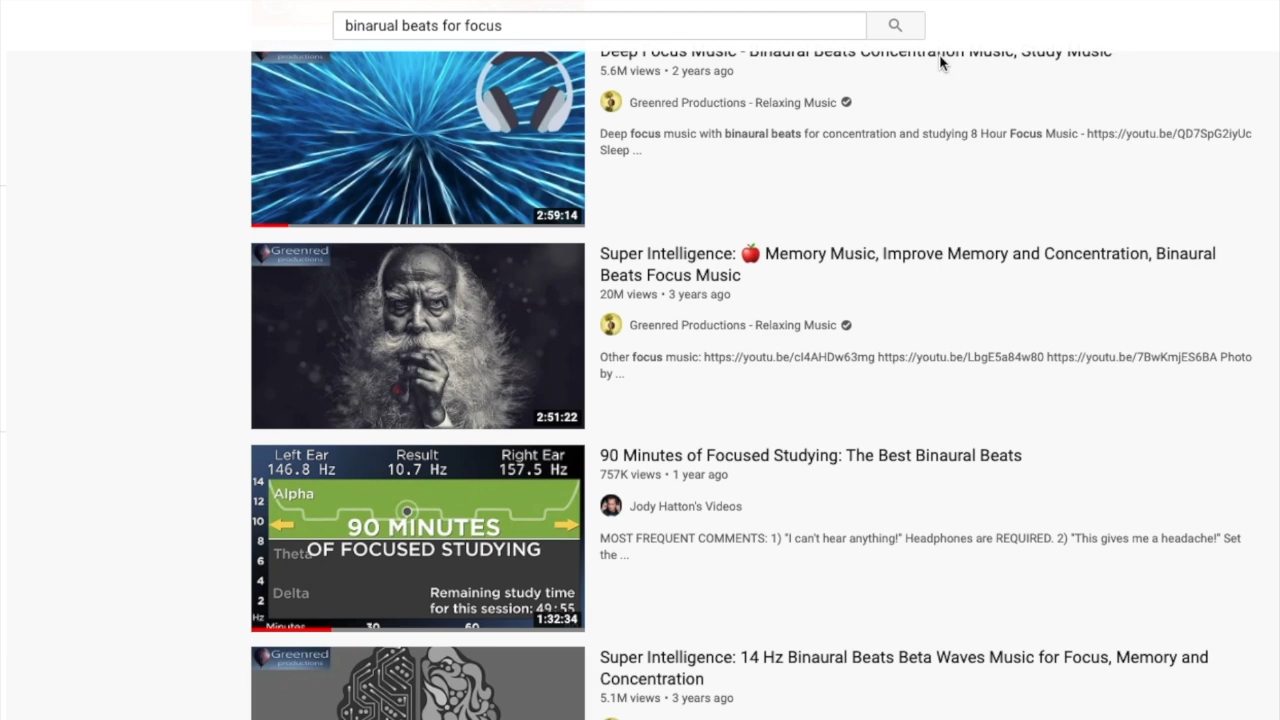 binarual beats for focus
productions
Deep Focus Music - Binaural Beats Concentration Music, Study Music
5.6M views • 2 years ago
Greenred Productions - Relaxing Music
Deep focus music with binaural beats for concentration and studying 8 Hour Focus Music - https://youtu.be/QD7SpG2iyUc
Sleep ...
2:59:14
Greenred
productions
2:51:22
Super Intelligence: 🍎 Memory Music, Improve Memory and Concentration, Binaural
Beats Focus Music
20M views • 3 years ago
Greenred Productions - Relaxing Music
Other focus music: https://youtu.be/cI4AHDw63mg https://youtu.be/LbgE5a84w80 https://youtu.be/7BwKmjES6BA Photo
by ...
Left Ear Result Right Ear
146.8 Hz 10.7 Hz 157.5 Hz
14
12
10
8
6
4
2
Hz
Alpha
90 MINUTES
OF FOCUSED STUDYING
Theta
Delta
Remaining study time
for this session: 49:55
Minutes 30 60
1:32:34
90 Minutes of Focused Studying: The Best Binaural Beats
757K views • 1 year ago
Jody Hatton's Videos
MOST FREQUENT COMMENTS: 1) "I can't hear anything!" Headphones are REQUIRED. 2) "This gives me a headache!" Set
the ...
Greenred
productions
Super Intelligence: 14 Hz Binaural Beats Beta Waves Music for Focus, Memory and
Concentration
5.1M views • 3 years ago